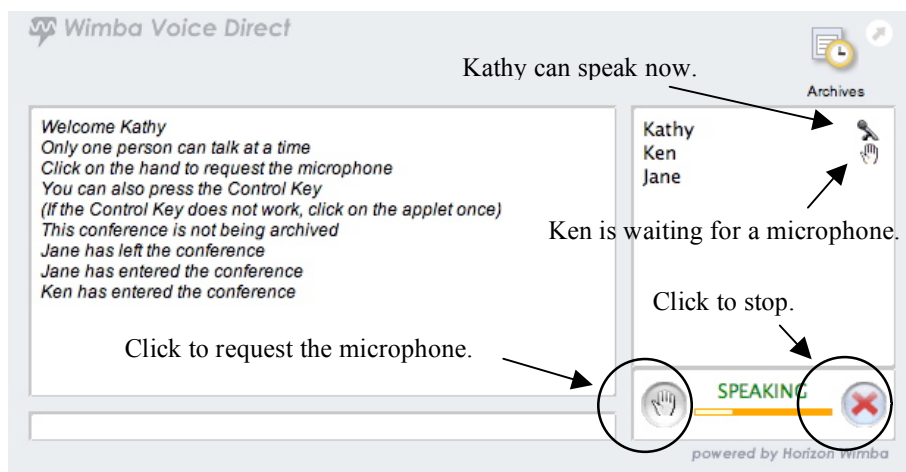 Wimba Voice Direct
Kathy can speak now.
Archives
Welcome Kathy
Only one person can talk at a time
Click on the hand to request the microphone
You can also press the Control Key
(If the Control Key does not work, click on the applet once)
This conference is not being archived
Jane has left the conference
Jane has entered the conference
Ken has entered the conference
Kathy
Ken
Jane
Ken is waiting for a microphone.
Click to stop.
Click to request the microphone.
SPEAKING
powered by Horizon Wimba